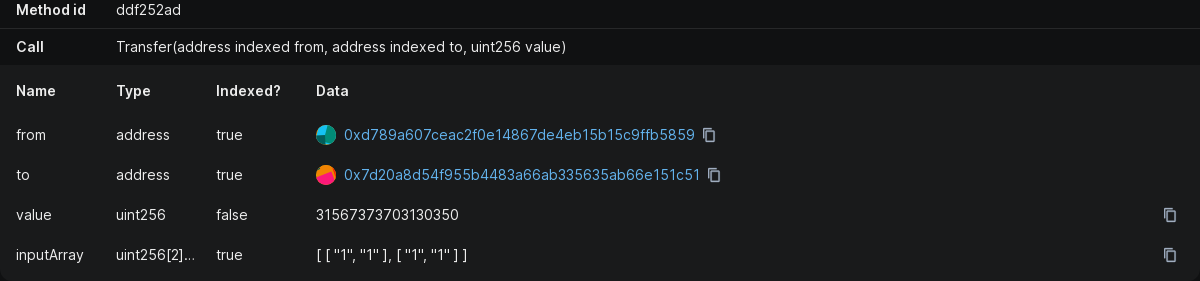 Method id ddf252ad
Call Transfer(address indexed from, address indexed to, uint256 value)
Name Type Indexed? Data
from address true 0xd789a607ceac2f0e14867de4eb15b15c9ffb5859
to address true 0x7d20a8d54f955b4483a66ab335635ab66e151c51
value uint256 false 31567373703130350
inputArray uint256[2]... true [ [ "1", "1" ], [ "1", "1" ] ]